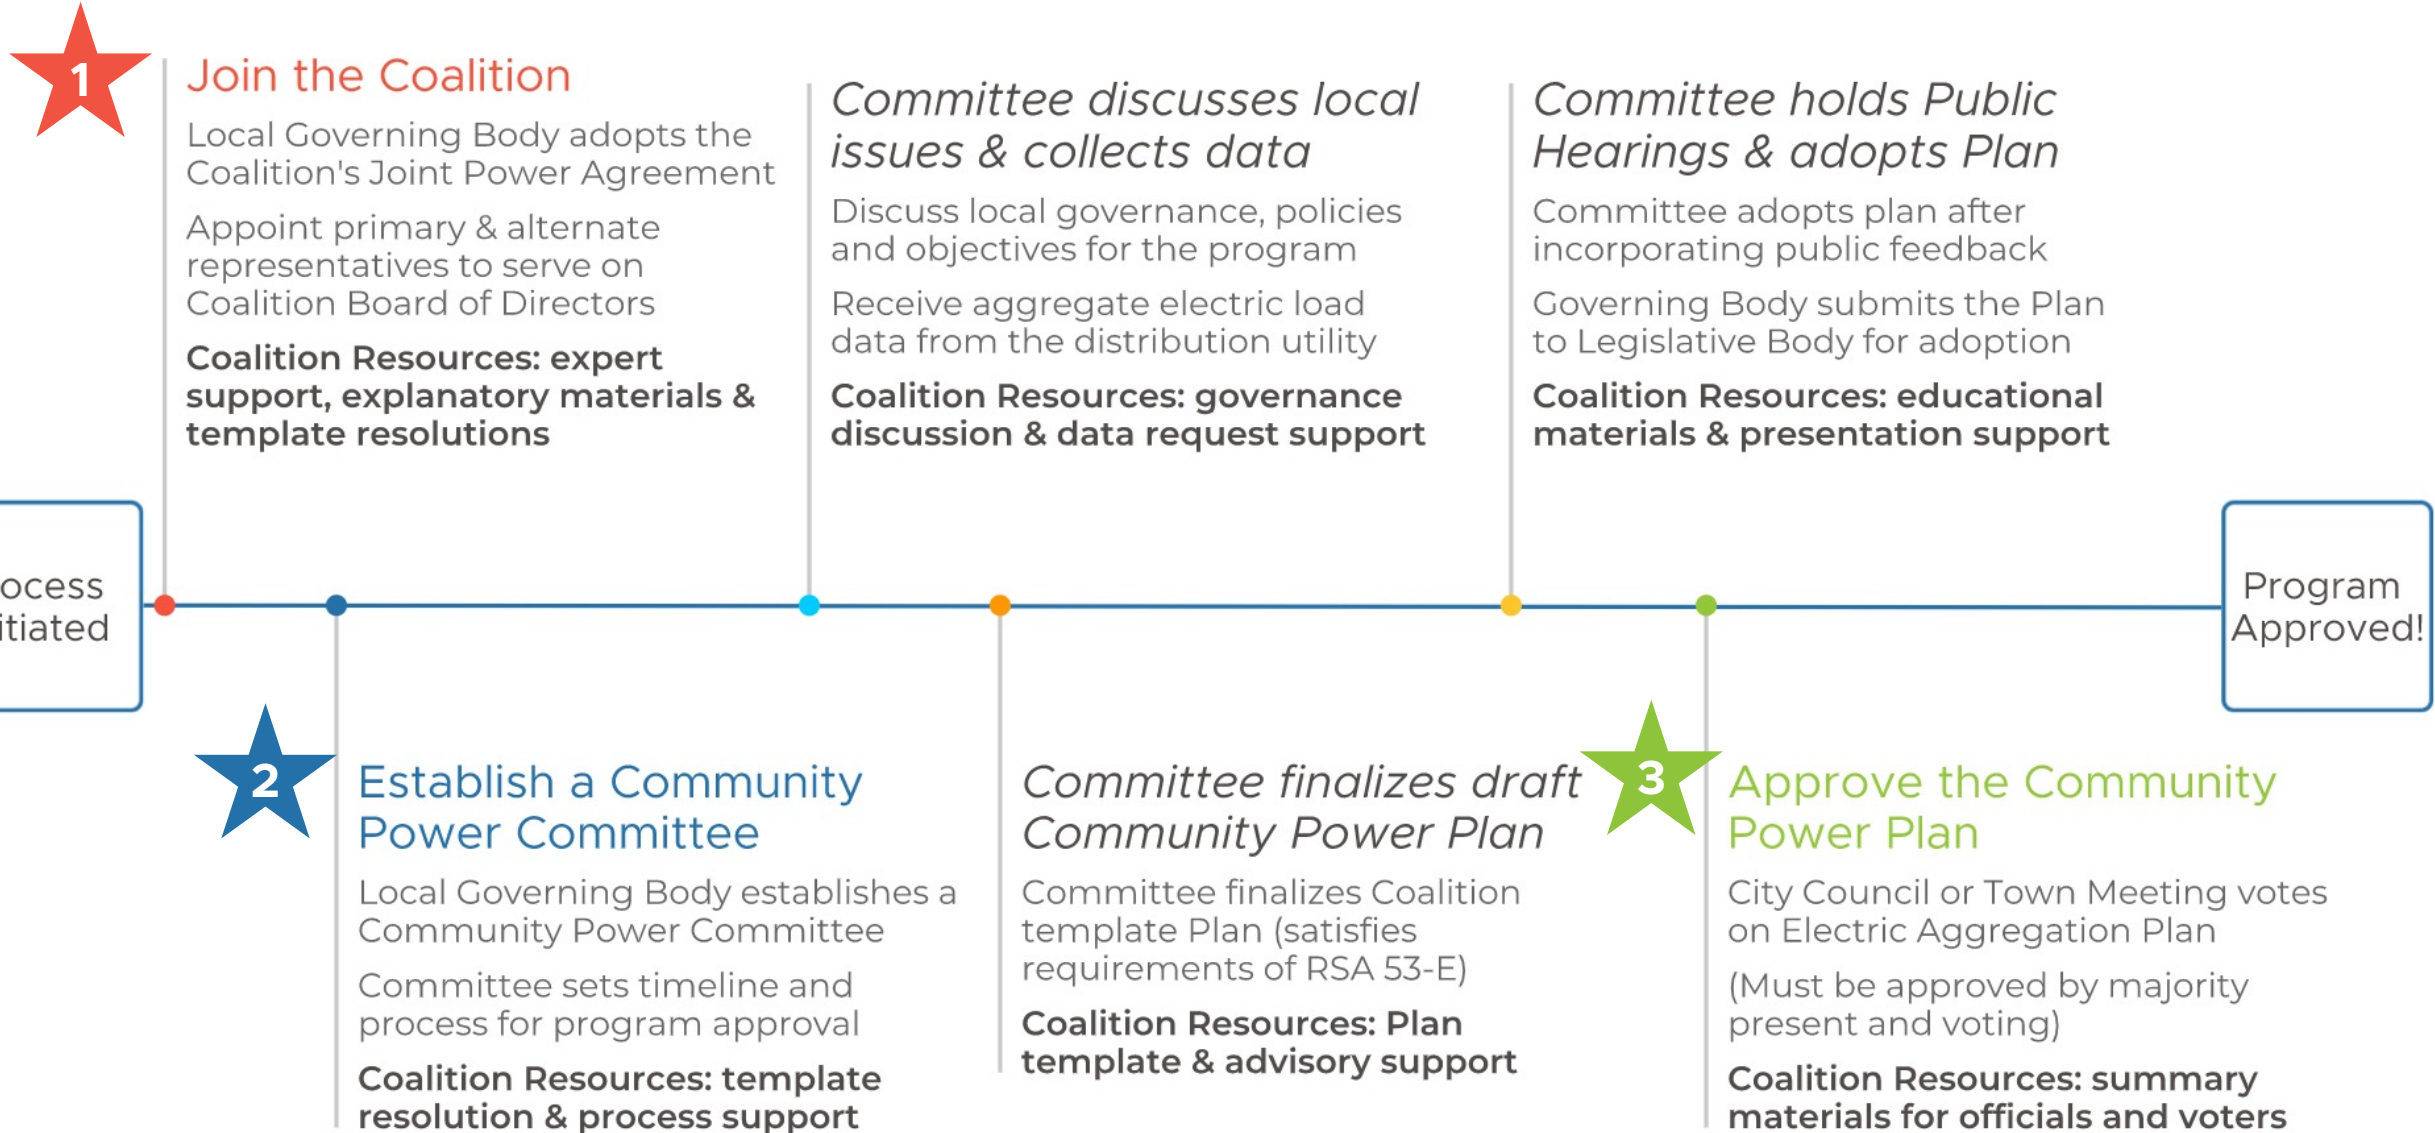 1
Join the Coalition
Local Governing Body adopts the
Coalition's Joint Power Agreement
Appoint primary & alternate
representatives to serve on
Coalition Board of Directors
Coalition Resources: expert
support, explanatory materials &
template resolutions
Committee discusses local
issues & collects data
Discuss local governance, policies
and objectives for the program
Receive aggregate electric load
data from the distribution utility
Coalition Resources: governance
discussion & data request support
Committee holds Public
Hearings & adopts Plan
Committee adopts plan after
incorporating public feedback
Governing Body submits the Plan
to Legislative Body for adoption
Coalition Resources: educational
materials & presentation support
ocess
itiated
Program
Approved!
2
Establish a Community
Power Committee
Local Governing Body establishes a
Community Power Committee
Committee sets timeline and
process for program approval
Coalition Resources: template
resolution & process support
Committee finalizes draft
Community Power Plan
Committee finalizes Coalition
template Plan (satisfies
requirements of RSA 53-E)
Coalition Resources: Plan
template & advisory support
3
Approve the Community
Power Plan
City Council or Town Meeting votes
on Electric Aggregation Plan
(Must be approved by majority
present and voting)
Coalition Resources: summary
materials for officials and voters